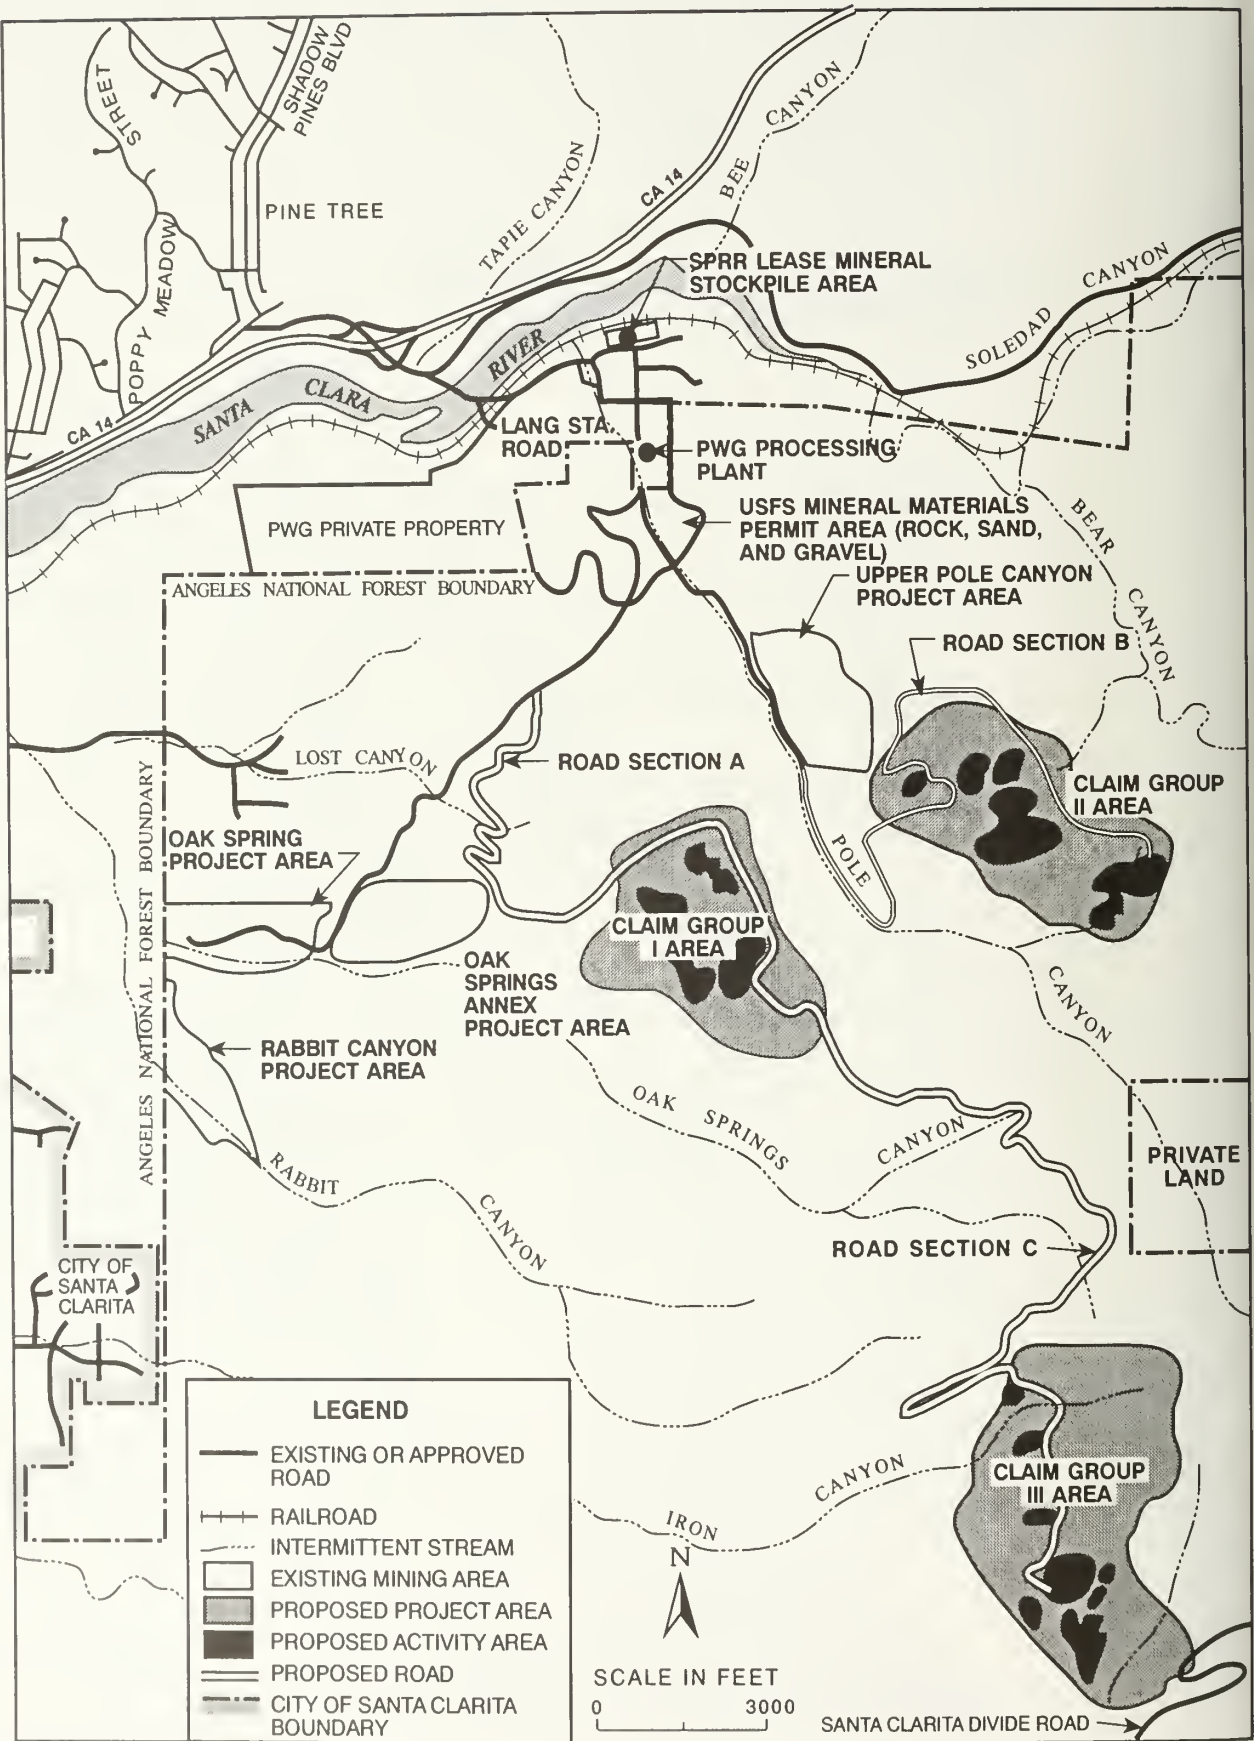 SHADOW
PINES BLVD
STREET
PINE TREE
POPPY MEADOW
TAPIE CANYON
CA 14
BEE CANYON
SPRR LEASE MINERAL
STOCKPILE AREA
SOLEDAD CANYON
SANTA CLARA RIVER
CA 14
LANG STA.
ROAD
PWG PROCESSING
PLANT
PWG PRIVATE PROPERTY
USFS MINERAL MATERIALS
PERMIT AREA (ROCK, SAND,
AND GRAVEL)
BEAR CANYON
ANGELES NATIONAL FOREST BOUNDARY
UPPER POLE CANYON
PROJECT AREA
ROAD SECTION B
LOST CANYON
ROAD SECTION A
CLAIM GROUP
II AREA
ANGELES NATIONAL FOREST BOUNDARY
OAK SPRING
PROJECT AREA
POLE CANYON
CLAIM GROUP
I AREA
OAK
SPRINGS
ANNEX
PROJECT AREA
RABBIT CANYON
PROJECT AREA
OAK SPRINGS CANYON
RABBIT CANYON
PRIVATE
LAND
ROAD SECTION C
CITY OF
SANTA
CLARITA
CLAIM GROUP
III AREA
IRON CANYON
LEGEND
EXISTING OR APPROVED
ROAD
RAILROAD
INTERMITTENT STREAM
EXISTING MINING AREA
PROPOSED PROJECT AREA
PROPOSED ACTIVITY AREA
PROPOSED ROAD
CITY OF SANTA CLARITA
BOUNDARY
N
SCALE IN FEET
0 3000
SANTA CLARITA DIVIDE ROAD